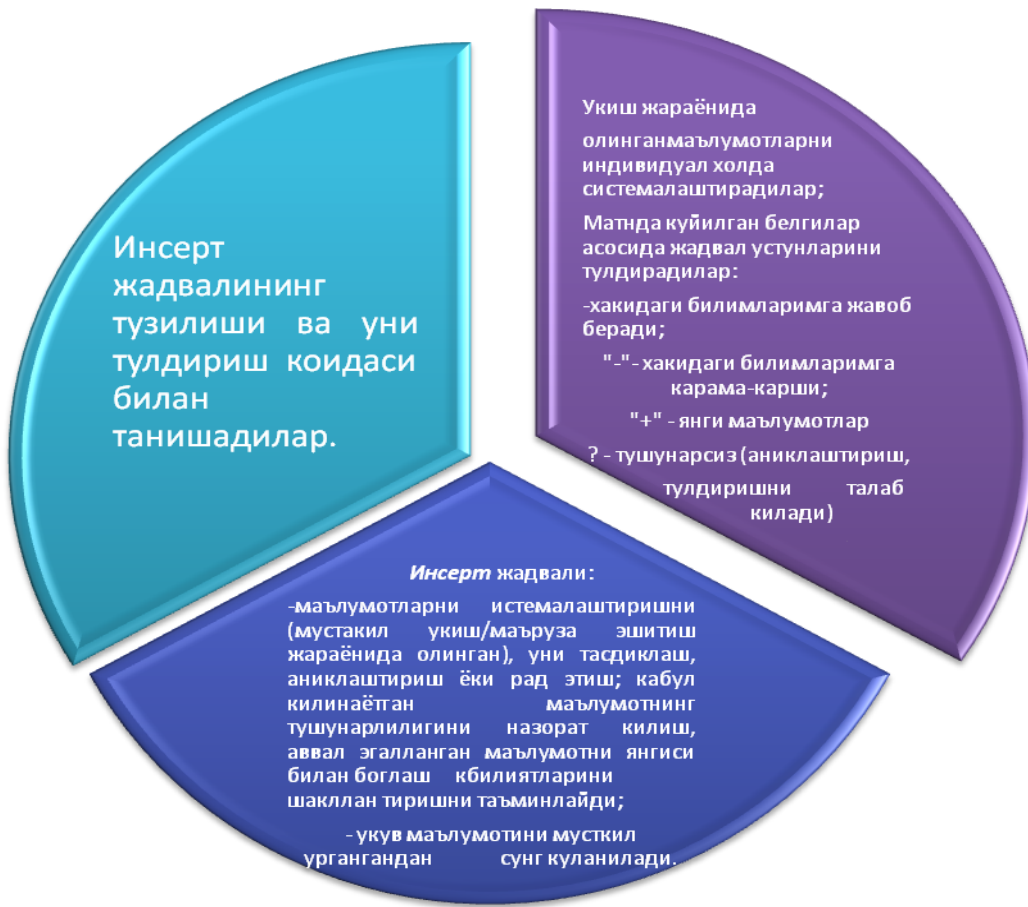 Инсерт
жадвалининг
тузилиши ва уни
тулдириш коидаси
билан
танишадилар.
Укиш жараёнида
олинганмаълумотларни
индивидуал холда
системалаштирадилар;
Матнда куйилган белгилар
асосида жадвал устунларини
тулдирадилар:
-хакидаги билимларимга жавоб
беради;
"-"- хакидаги билимларимга
карама-карши;
"+" - янги маълумотлар
? - тушунарсиз (аниклаштириш,
тулдиришни талаб
килади)
Инсерт жадвали:
-маълумотларни истемалаштиришни
(мустакил укиш/маъруза эшитиш
жараёнида олинган), уни тасдиклаш,
аниклаштириш ёки рад этиш; кабул
килинаётган маълумотнинг
тушунарлилигини назорат килиш,
аввал эгалланган маълумотни янгиси
билан боглаш кбилиятларини
шакллан тиришни таъминлайди;
- укув маълумотини мусткил
ургангандан сунг куланилади.